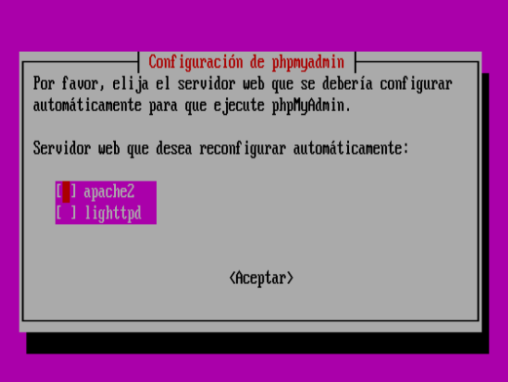 Configuración de phpmyadmin
Por favor, elija el servidor web que se debería configurar
automáticamente para que ejecute phpMyAdmin.
Servidor web que desea reconfigurar automáticamente:
[ ] apache2
[ ] lighttpd
<Aceptar>